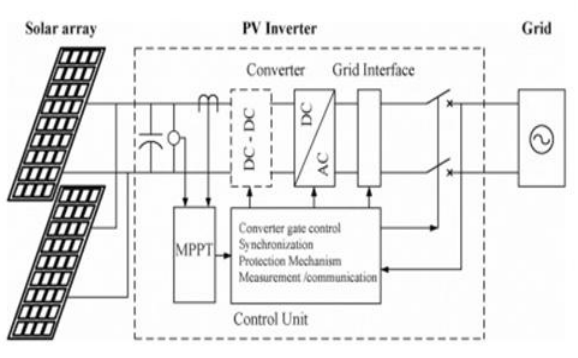 Solar array
PV Inverter
Grid
Converter
Grid Interface
DC - DC
DC
AC
MPPT
Converter gate control
Synchronization
Protection Mechanism
Measurement /communication
Control Unit